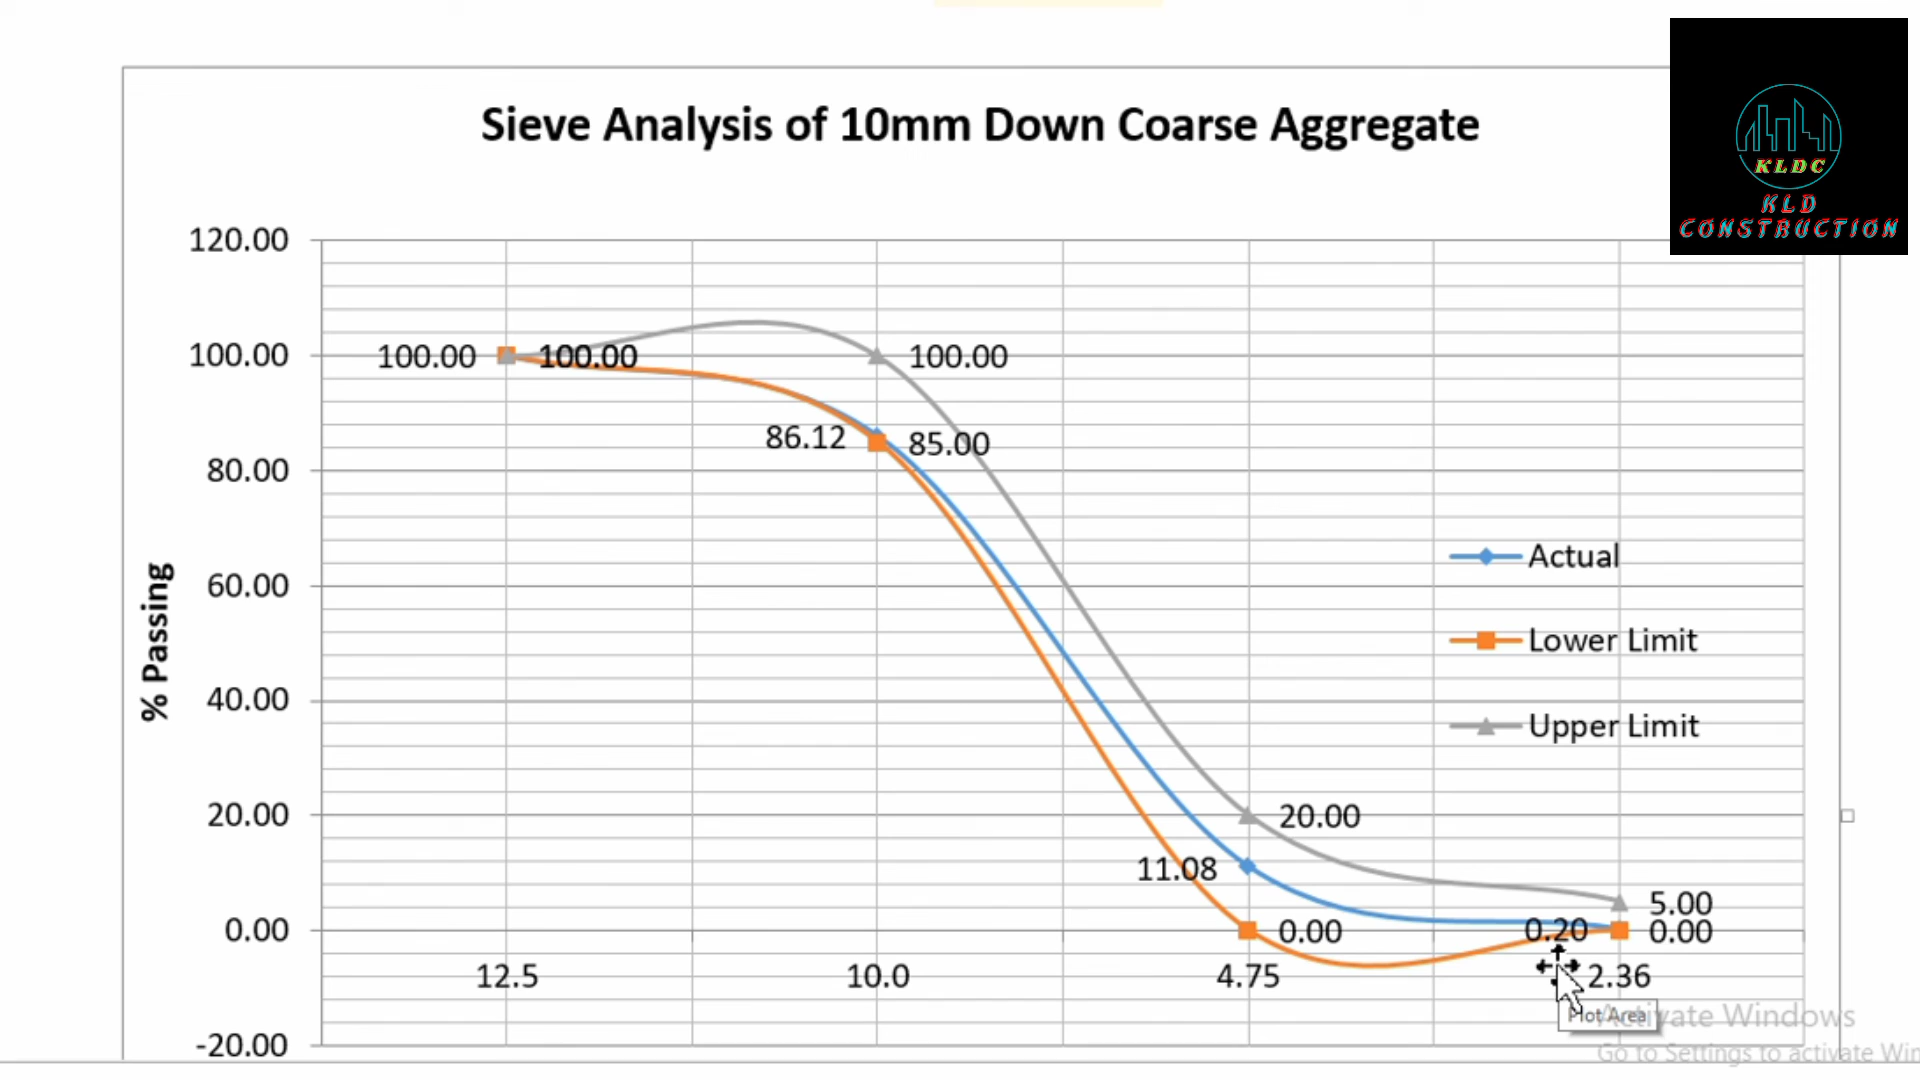 Sieve Analysis of 10mm Down Coarse Aggregate
KLDC
KLD
CONSTRUCTION
120.00
100.00
80.00
60.00
40.00
20.00
0.00
-20.00
% Passing
100.00
100.00
100.00
86.12
85.00
20.00
11.08
0.00
5.00
0.20
0.00
Actual
Lower Limit
Upper Limit
12.5
10.0
4.75
2.36
Plot Area
Activate Windows
Go to Settings to activate Win